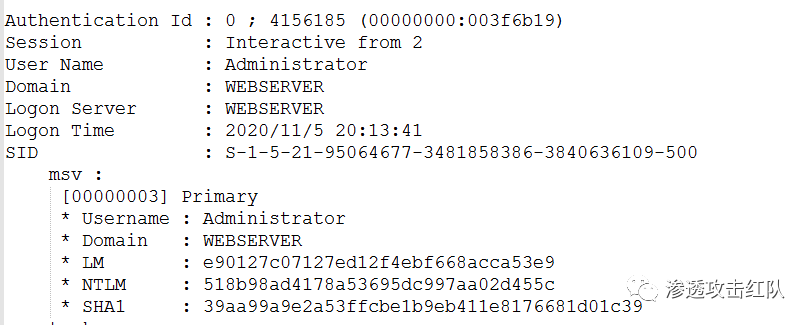 Authentication Id : 0 ; 4156185 (00000000:003f6b19)
Session           : Interactive from 2
User Name         : Administrator
Domain            : WEBSERVER
Logon Server      : WEBSERVER
Logon Time        : 2020/11/5 20:13:41
SID               : S-1-5-21-95064677-3481858386-3840636109-500
msv :
[00000003] Primary
* Username : Administrator
* Domain   : WEBSERVER
* LM       : e90127c07127ed12f4ebf668acca53e9
* NTLM     : 518b98ad4178a53695dc997aa02d455c
* SHA1     : 39aa99a9e2a53ffcbe1b9eb411e8176681d01c39
渗透攻击红队